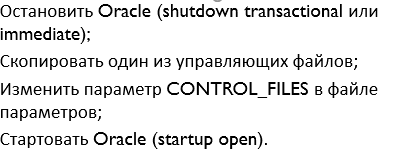 Остановить Oracle (shutdown transactional или
immediate);
Скопировать один из управляющих файлов;
Изменить параметр CONTROL_FILES в файле
параметров;
Стартовать Oracle (startup open).